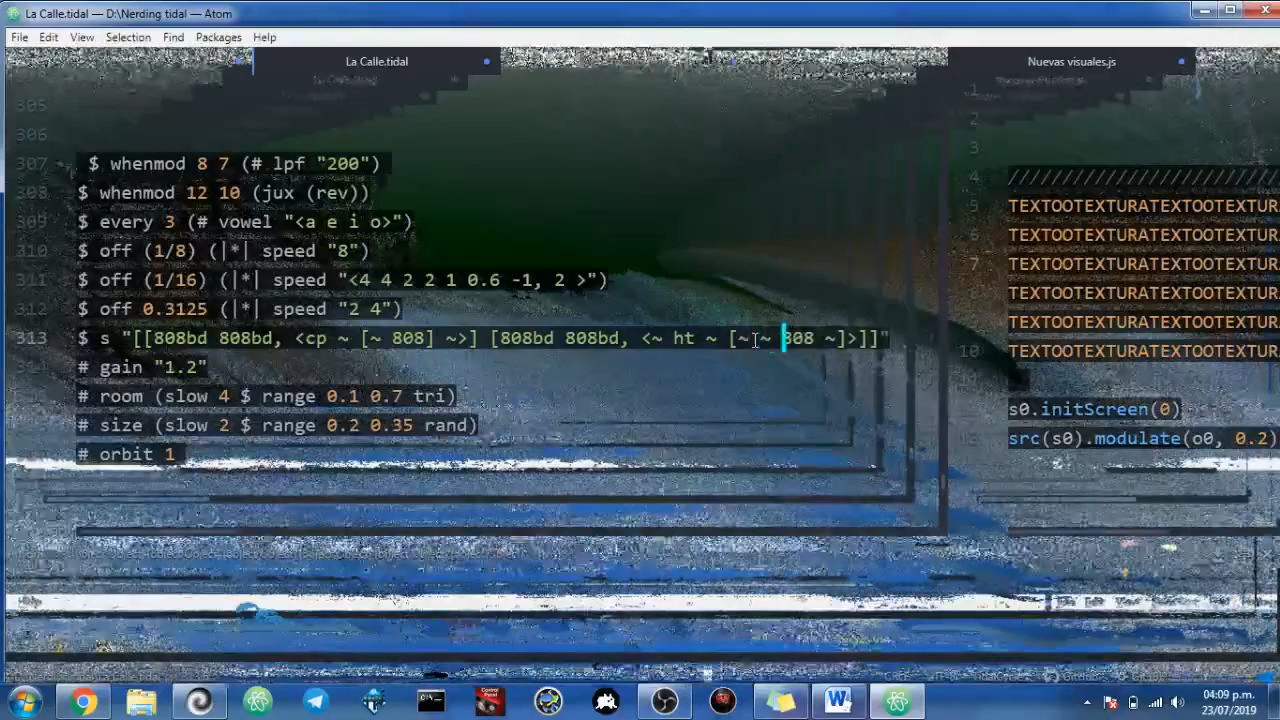 La Calle.tidal — D:\Nerding tidal — Atom
File Edit View Selection Find Packages Help
La Calle.tidal
Nuevas visuales.js
305
306
307 $ whenmod 8 7 (# lpf "200")
308 $ whenmod 12 10 (jux (rev))
309 $ every 3 (# vowel "<a e i o>")
310 $ off (1/8) (|*| speed "8")
311 $ off (1/16) (|*| speed "<4 4 2 2 1 0.6 -1, 2 >")
312 $ off 0.3125 (|*| speed "2 4")
313 $ s "[[808bd 808bd, <cp ~ [~ 808] ~>] [808bd 808bd, <~ ht ~ [~ ~ 808 ~]>]]"
# gain "1.2"
# room (slow 4 $ range 0.1 0.7 tri)
# size (slow 2 $ range 0.2 0.35 rand)
# orbit 1
1
2
3
4 /////////////////////////
5 TEXTOOTEXTURATEXTOOTEXTUR
6 TEXTOOTEXTURATEXTOOTEXTUR
7 TEXTOOTEXTURATEXTOOTEXTUR
8 TEXTOOTEXTURATEXTOOTEXTUR
9 TEXTOOTEXTURATEXTOOTEXTUR
10 TEXTOOTEXTURATEXTOOTEXTUR
s0.initScreen(0)
src(s0).modulate(o0, 0.2)
04:09 p.m.
23/07/2019